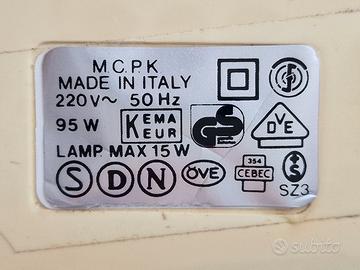 M.C.P.K
MADE IN ITALY
220V~ 50 Hz
95 W
KEMA
KEUR
GS
DVE
LAMP. MAX 15 W
S D N ÖVE 354
CEBEC
SZ3
subito